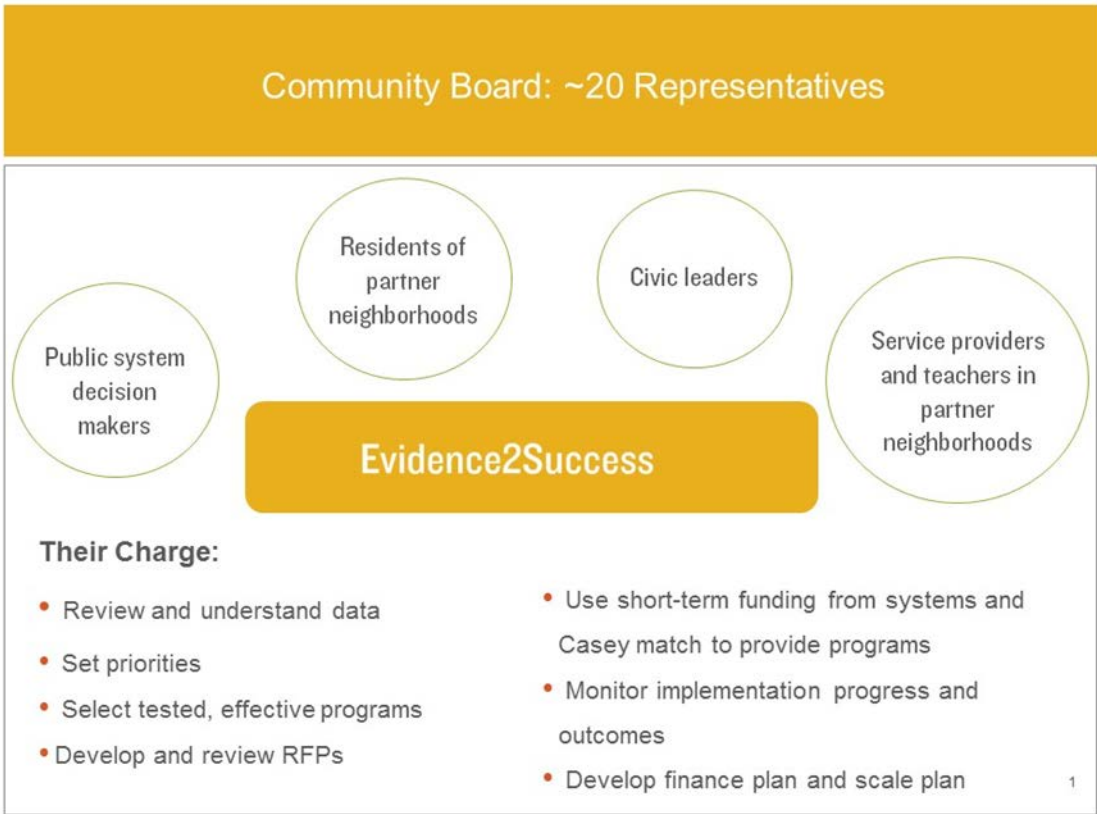 Community Board: ~20 Representatives
Public system
decision
makers
Residents of
partner
neighborhoods
Civic leaders
Service providers
and teachers in
partner
neighborhoods
Evidence2Success
Their Charge:
• Review and understand data
• Set priorities
• Select tested, effective programs
• Develop and review RFPs
• Use short-term funding from systems and
Casey match to provide programs
• Monitor implementation progress and
outcomes
• Develop finance plan and scale plan
1